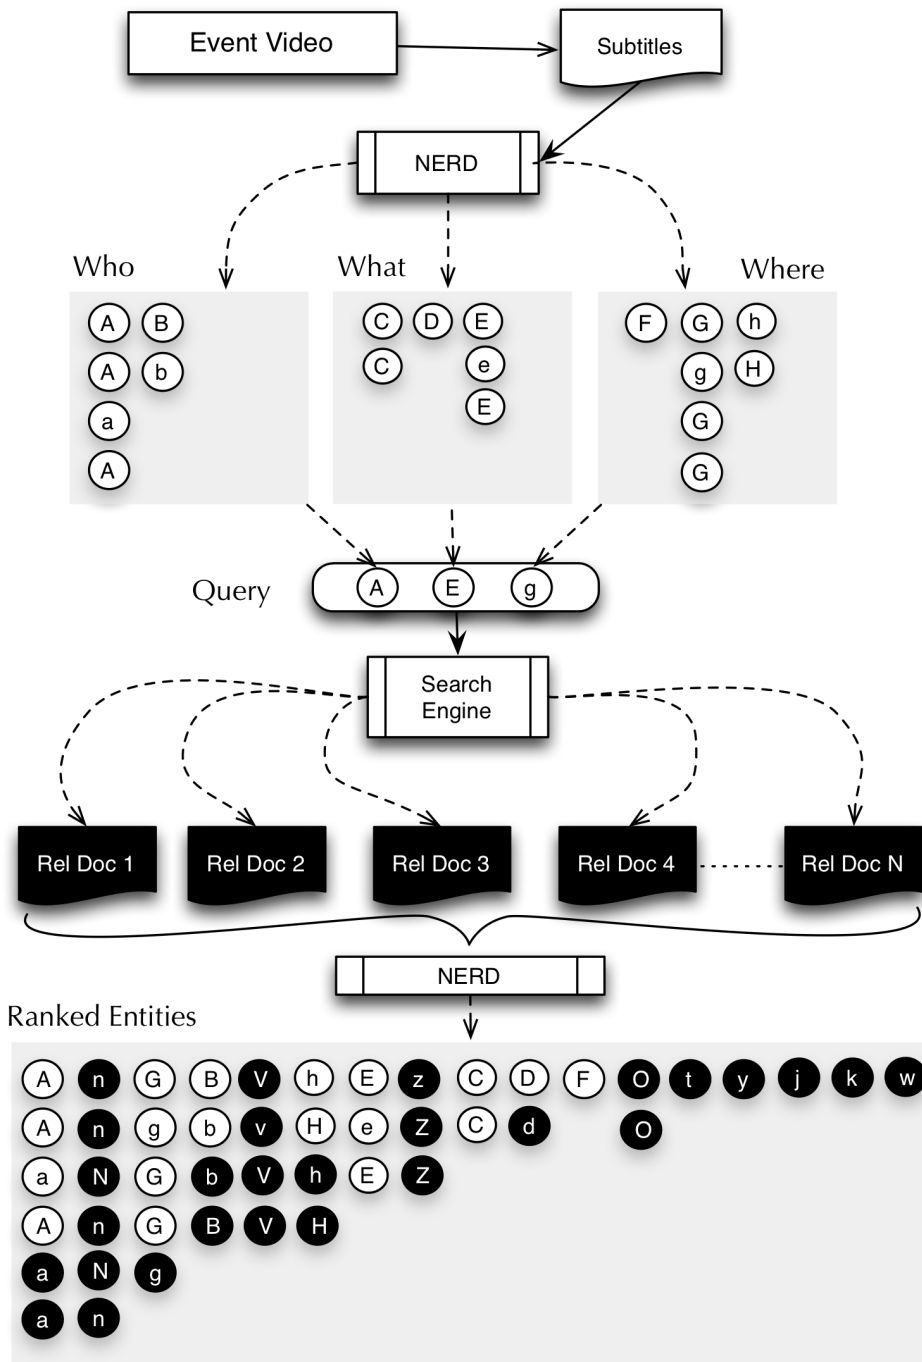 Event Video
Subtitles
NERD
Who
What
Where
A B
C D E
F G h
A b
C e
g H
a
E
G
A
G
Query
A E g
Search
Engine
Rel Doc 1
Rel Doc 2
Rel Doc 3
Rel Doc 4
Rel Doc N
NERD
Ranked Entities
A n G B V h E z C D F O t y j k w
A n g b v H e Z C d O
a N G b V h E Z
A n G B V H
a N g
a n